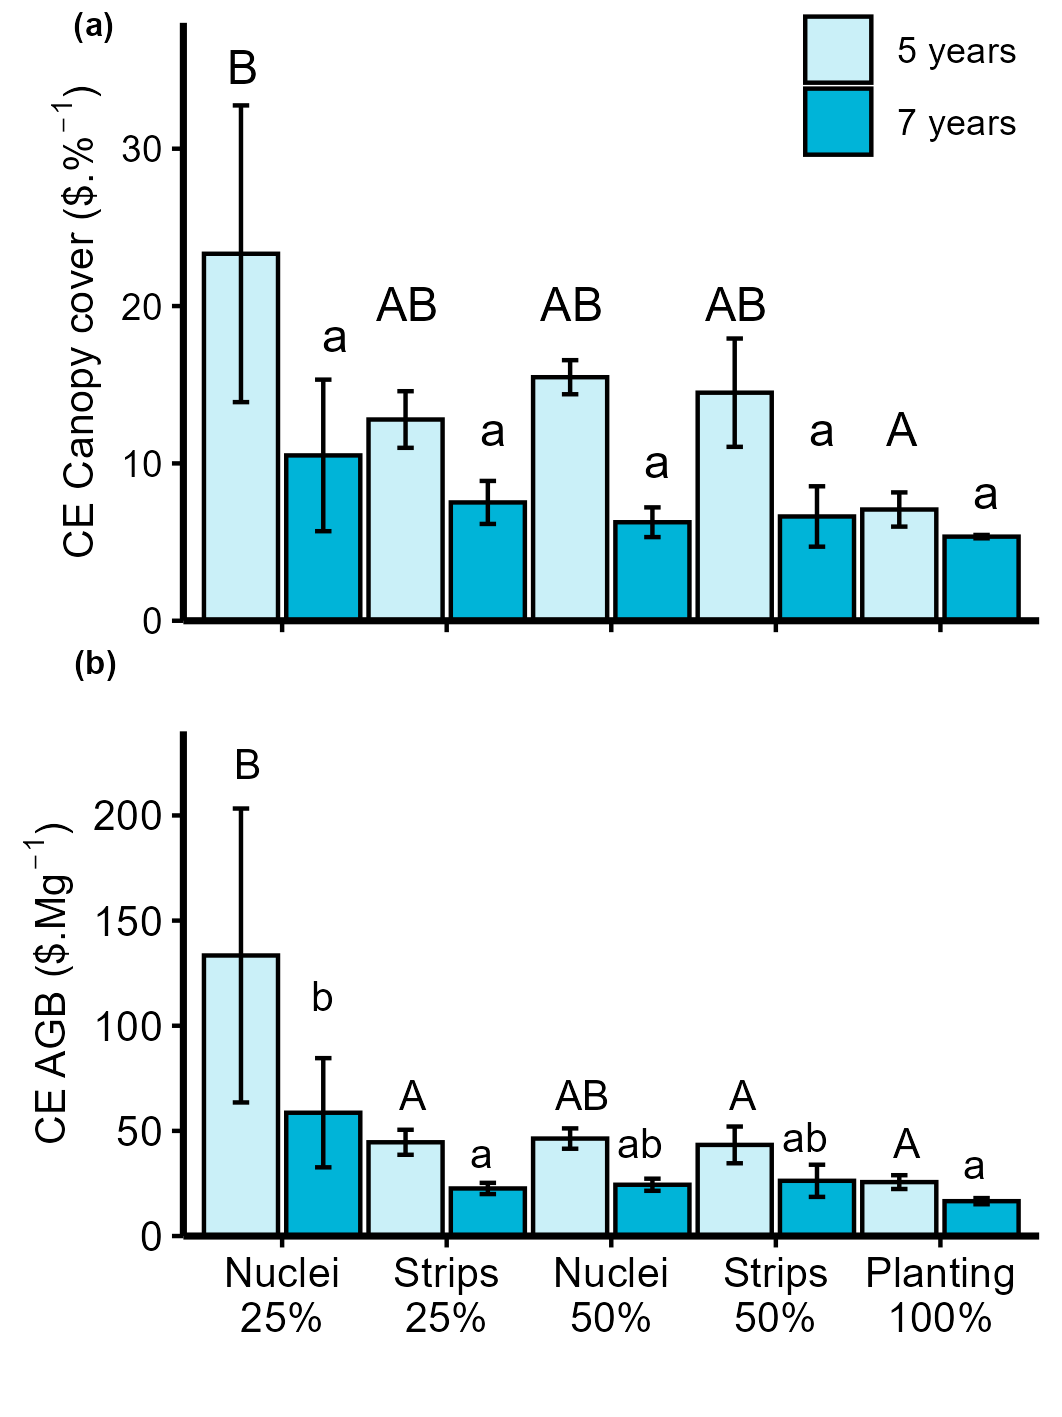 (a)
5 years
7 years
CE Canopy cover ($.%⁻¹)
30
20
10
0
B
a
AB
a
AB
a
AB
a
A
a
(b)
CE AGB ($.Mg⁻¹)
200
150
100
50
0
B
b
A
a
AB
ab
A
ab
A
a
Nuclei Strips Nuclei Strips Planting
25% 25% 50% 50% 100%